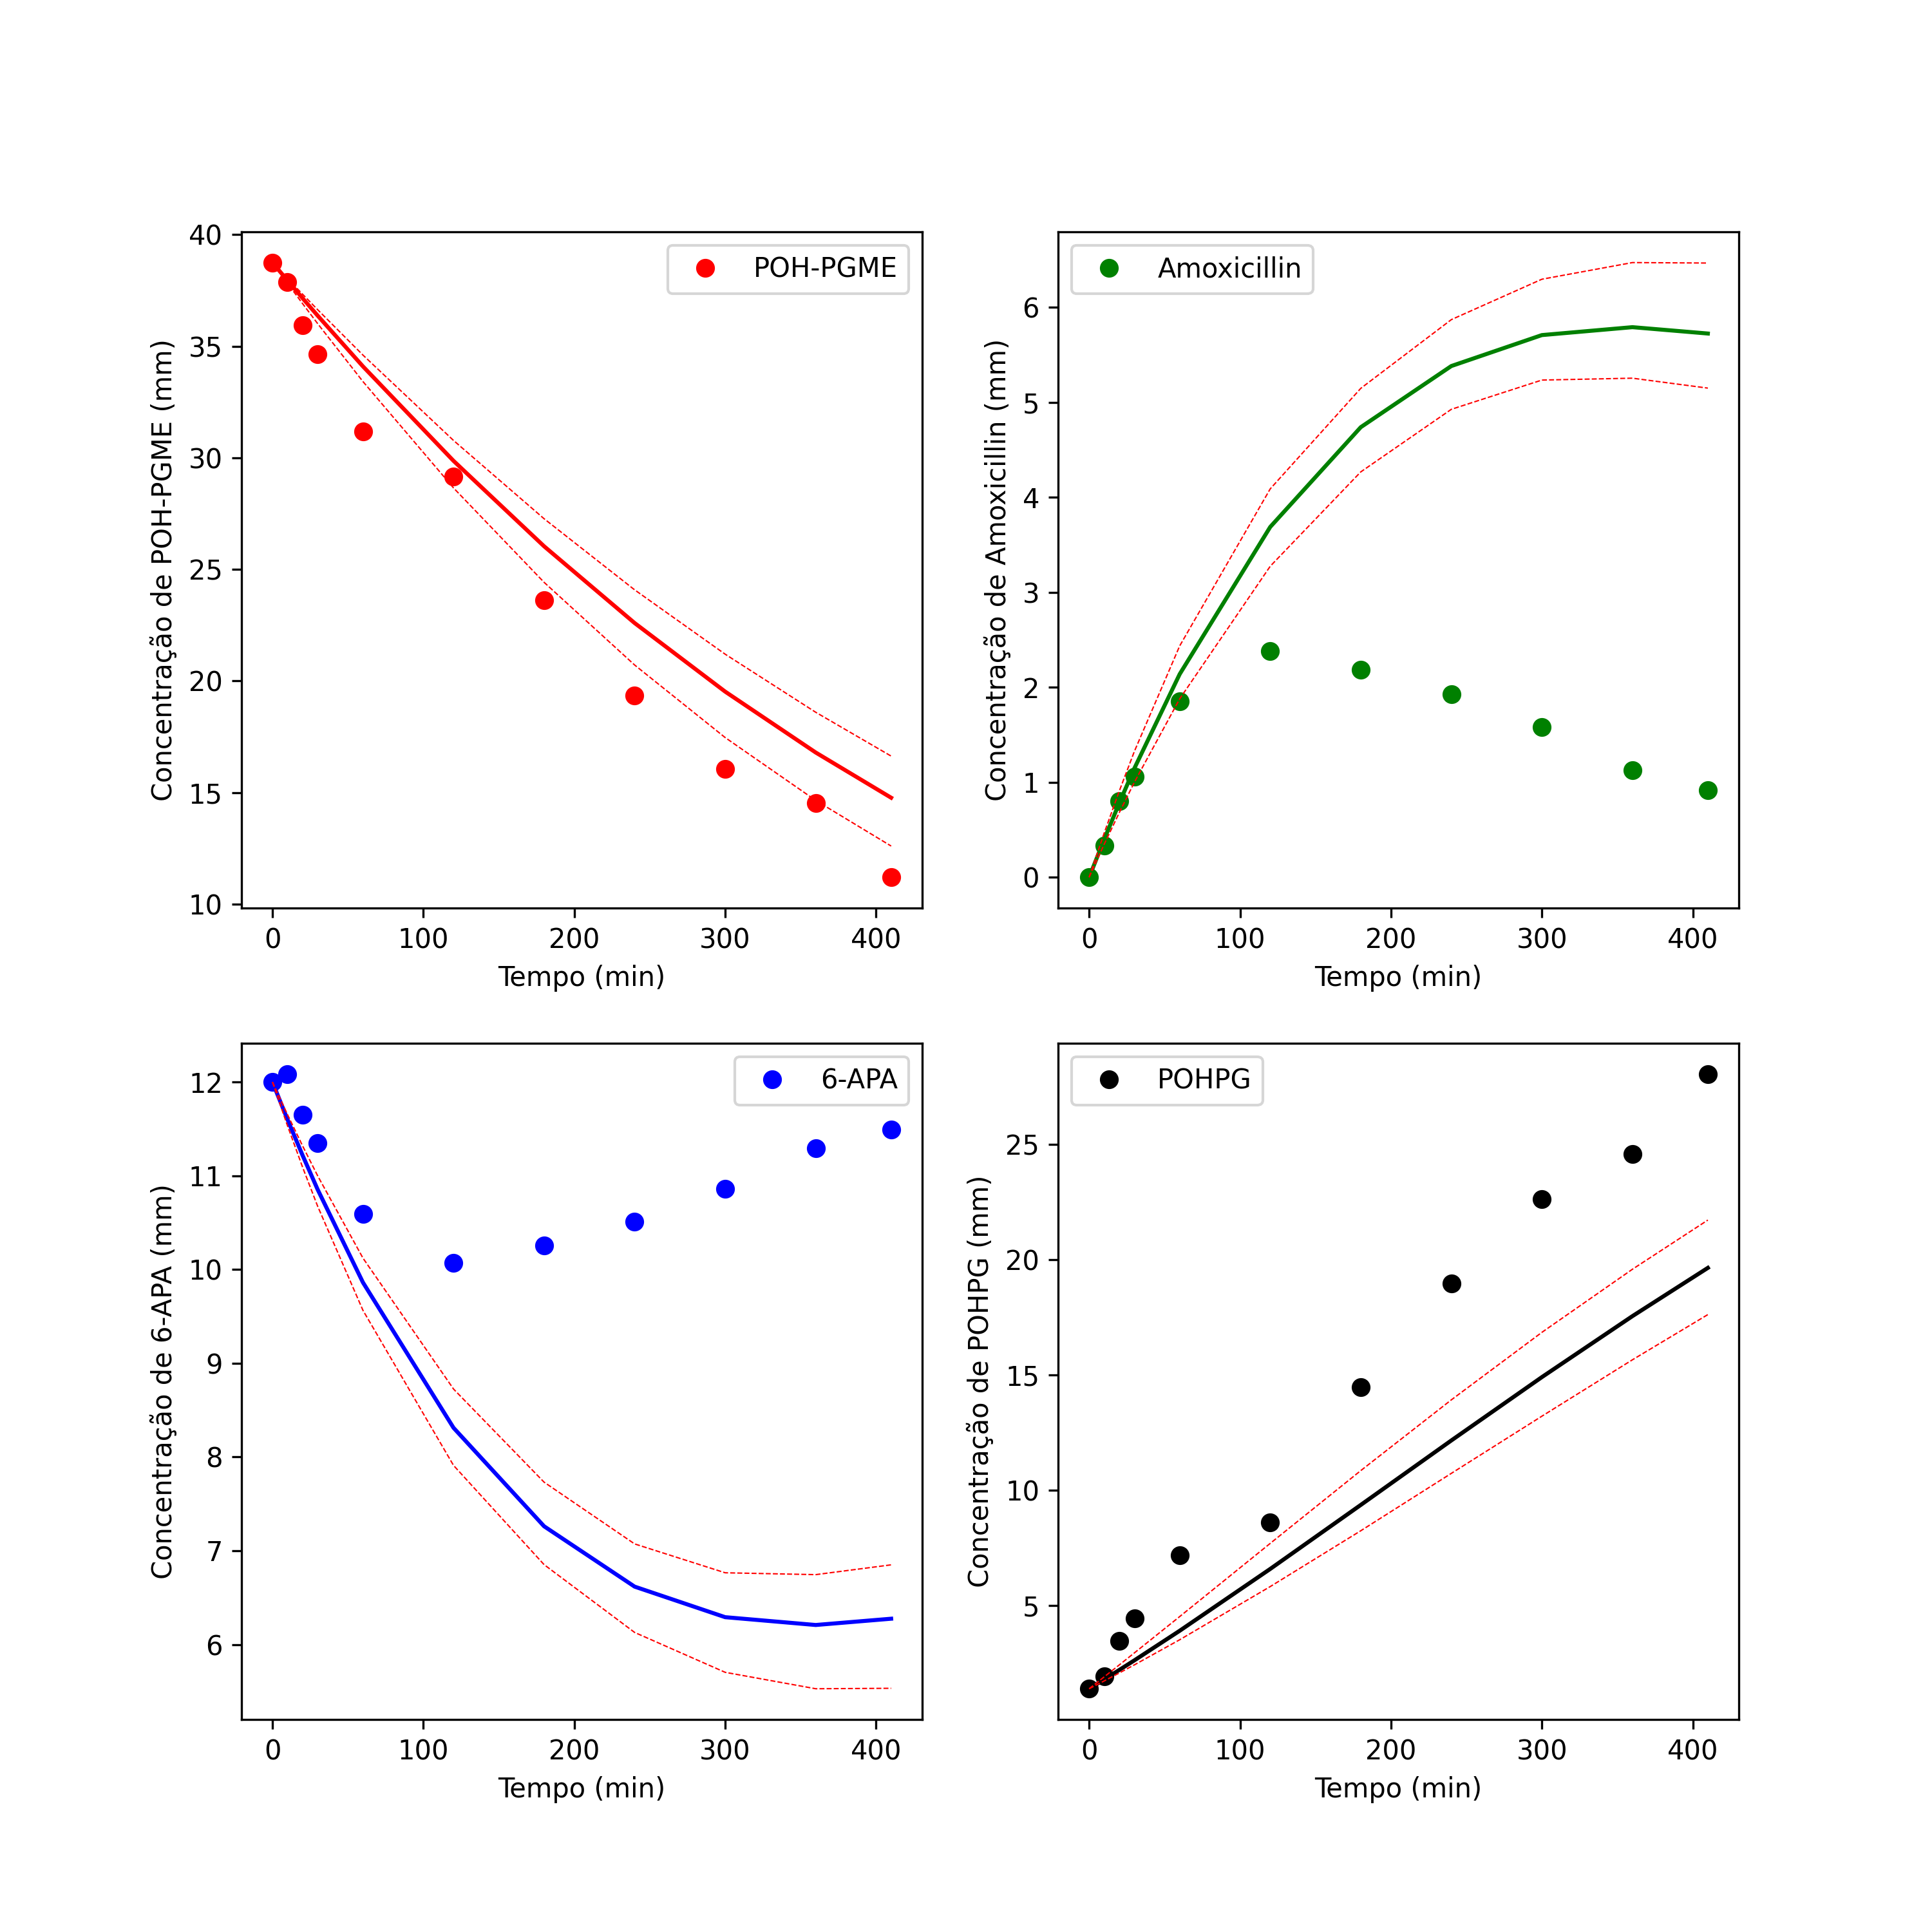 POH-PGME
Concentração de POH-PGME (mm)
40
35
30
25
20
15
10
0 100 200 300 400
Tempo (min)
Amoxicillin
Concentração de Amoxicillin (mm)
6
5
4
3
2
1
0
0 100 200 300 400
Tempo (min)
6-APA
Concentração de 6-APA (mm)
12
11
10
9
8
7
6
0 100 200 300 400
Tempo (min)
POHPG
Concentração de POHPG (mm)
25
20
15
10
5
0 100 200 300 400
Tempo (min)